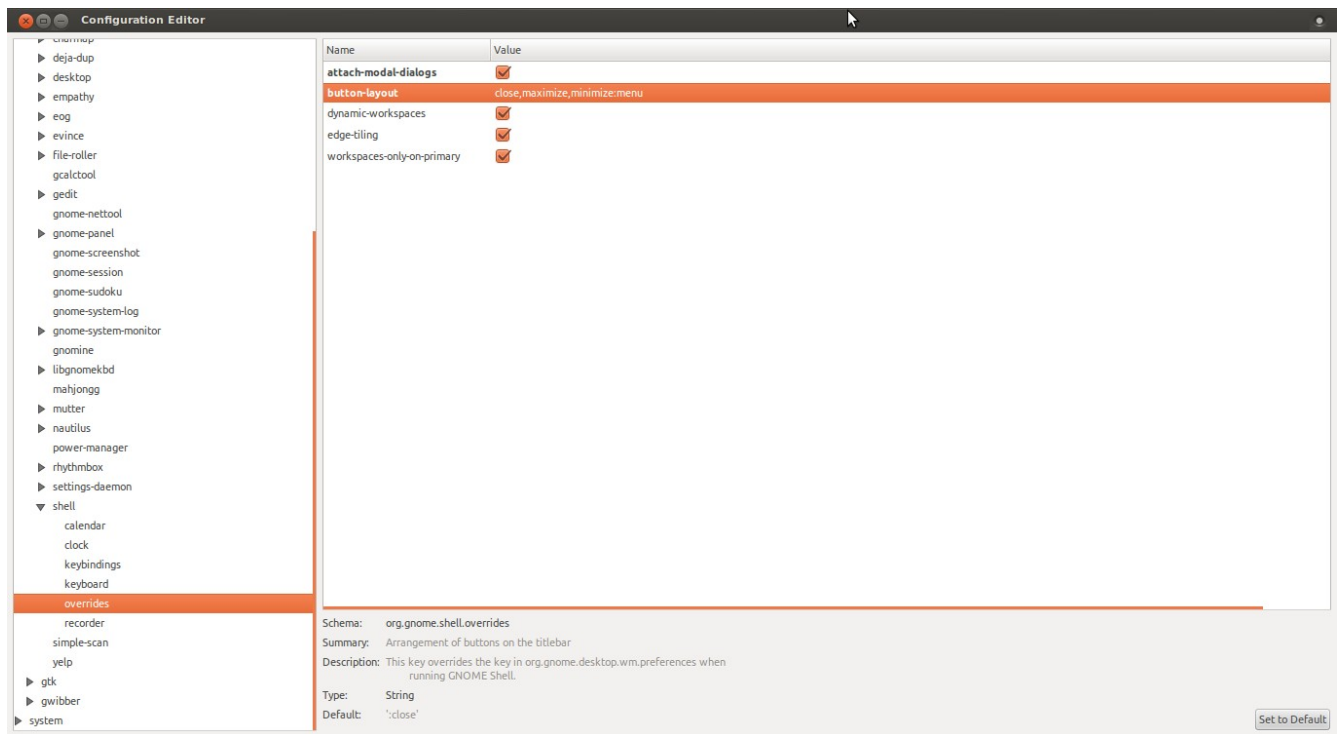 Configuration Editor
charmap
deja-dup
desktop
empathy
eog
evince
file-roller
gcalctool
gedit
gnome-nettool
gnome-panel
gnome-screenshot
gnome-session
gnome-sudoku
gnome-system-log
gnome-system-monitor
gnomine
libgnomekbd
mahjongg
mutter
nautilus
power-manager
rhythmbox
settings-daemon
shell
calendar
clock
keybindings
keyboard
overrides
recorder
simple-scan
yelp
gtk
gwibber
system
Name Value
attach-modal-dialogs
button-layout close,maximize,minimize:menu
dynamic-workspaces
edge-tiling
workspaces-only-on-primary
Schema: org.gnome.shell.overrides
Summary: Arrangement of buttons on the titlebar
Description: This key overrides the key in org.gnome.desktop.wm.preferences when
running GNOME Shell.
Type: String
Default: ':close'
Set to Default